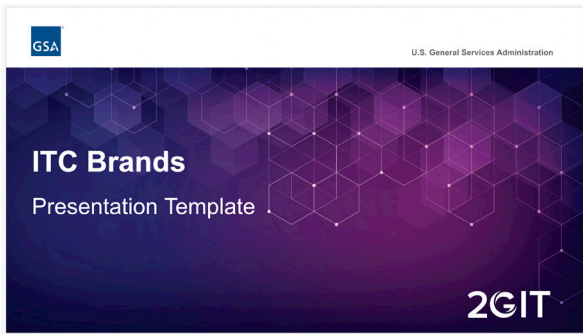 GSA
U.S. General Services Administration
ITC Brands
Presentation Template
2GIT